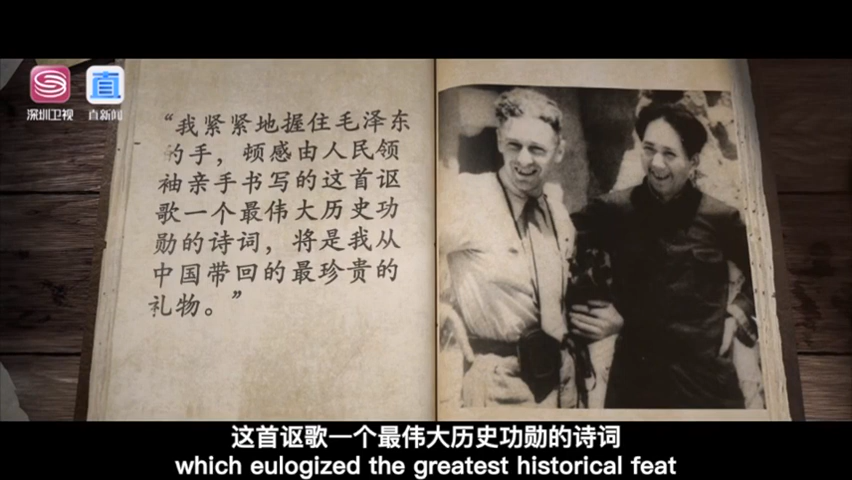 深圳卫视
直新闻
直
“我紧紧地握住毛泽东
的手，顿感由人民领
袖亲手书写的这首讴
歌一个最伟大历史功
勋的诗词，将是我从
中国带回的最珍贵的
礼物。”
这首讴歌一个最伟大历史功勋的诗词
which eulogized the greatest historical feat